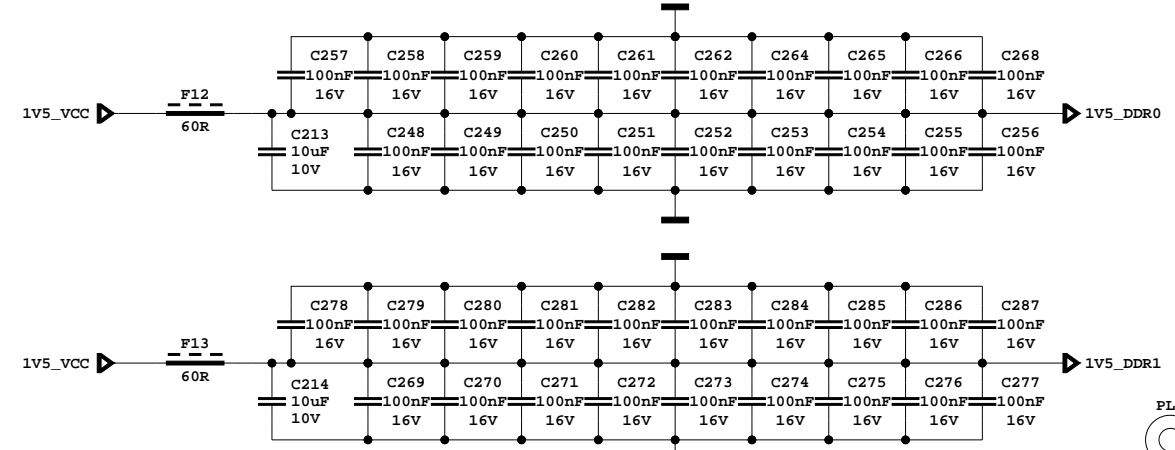 C257 C258 C259 C260 C261 C262 C264 C265 C266 C268
100nF 100nF 100nF 100nF 100nF 100nF 100nF 100nF 100nF 100nF
16V 16V 16V 16V 16V 16V 16V 16V 16V 16V
F12
1V5_VCC 1V5_DDR0
60R
C213 C248 C249 C250 C251 C252 C253 C254 C255 C256
10uF 100nF 100nF 100nF 100nF 100nF 100nF 100nF 100nF 100nF
10V 16V 16V 16V 16V 16V 16V 16V 16V 16V
C278 C279 C280 C281 C282 C283 C284 C285 C286 C287
100nF 100nF 100nF 100nF 100nF 100nF 100nF 100nF 100nF 100nF
16V 16V 16V 16V 16V 16V 16V 16V 16V 16V
F13
1V5_VCC 1V5_DDR1
60R
C214 C269 C270 C271 C272 C273 C274 C275 C276 C277
10uF 100nF 100nF 100nF 100nF 100nF 100nF 100nF 100nF 100nF
10V 16V 16V 16V 16V 16V 16V 16V 16V 16V
PL